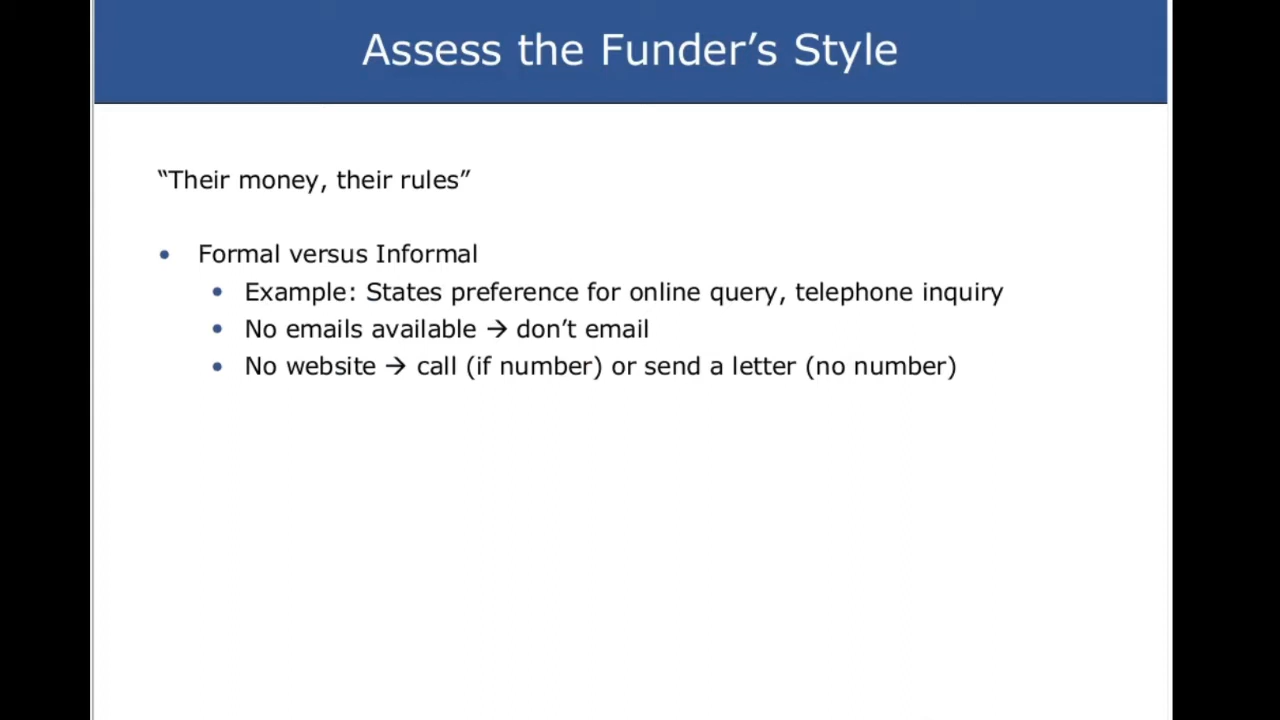 Assess the Funder’s Style
“Their money, their rules”
• Formal versus Informal
• Example: States preference for online query, telephone inquiry
• No emails available → don’t email
• No website → call (if number) or send a letter (no number)